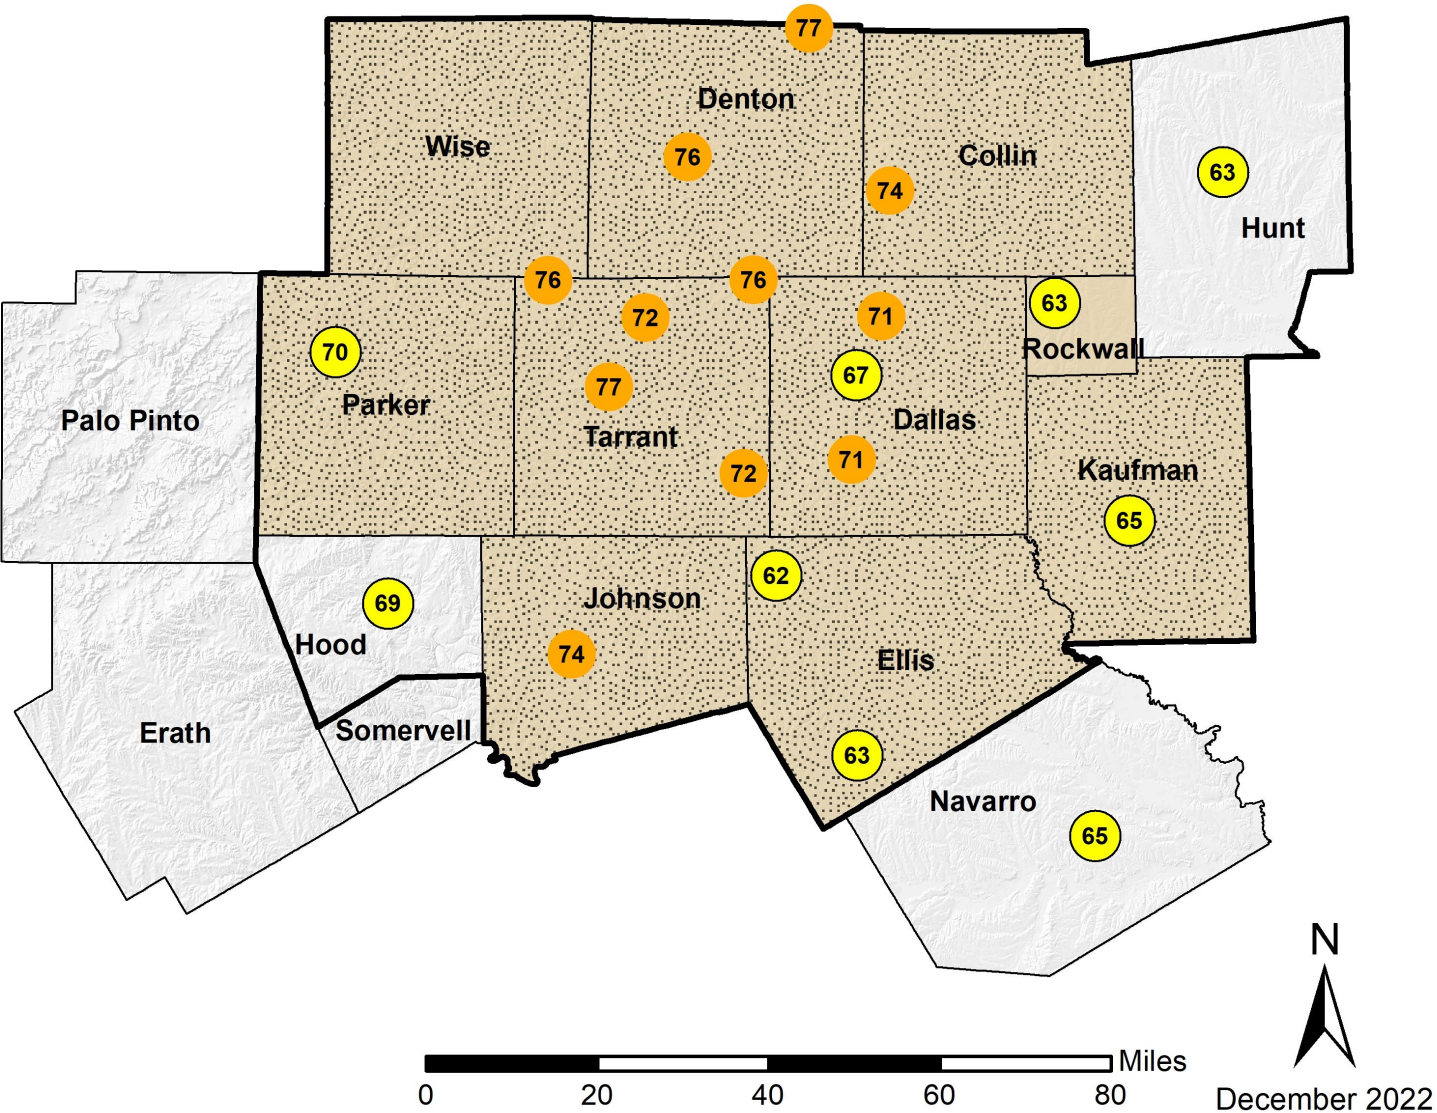 77
Denton
Wise
Collin
76
63
74
Hunt
76
76
63
72
71
Rockwall
70
67
77
Parker
Palo Pinto
Dallas
Tarrant
71
Kaufman
72
65
62
Johnson
69
Hood
74
Ellis
Somervell
Erath
63
Navarro
65
N
Miles
0 20 40 60 80
December 2022